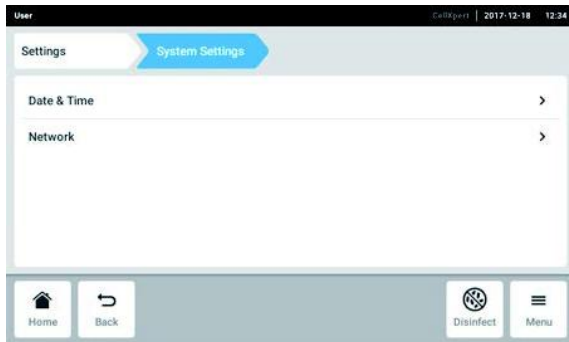 User CellXpert | 2017-12-18 12:34
Settings System Settings
Date & Time
Network
Home Back Disinfect Menu